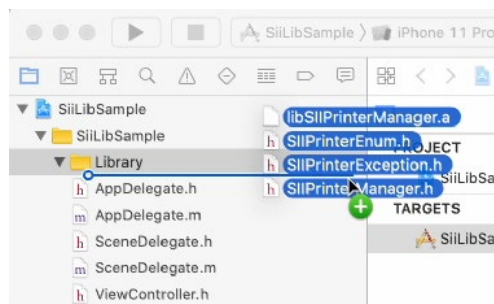 SiiLibSample
iPhone 11 Pro
SiiLibSample
SiiLibSample
Library
AppDelegate.h
AppDelegate.m
SceneDelegate.h
SceneDelegate.m
ViewController.h
libSIIPrinterManager.a
SIIPrinterEnum.h
SIIPrinterException.h
SIIPrinterManager.h
PROJECT
SiiLibSa
TARGETS
SiiLibSa